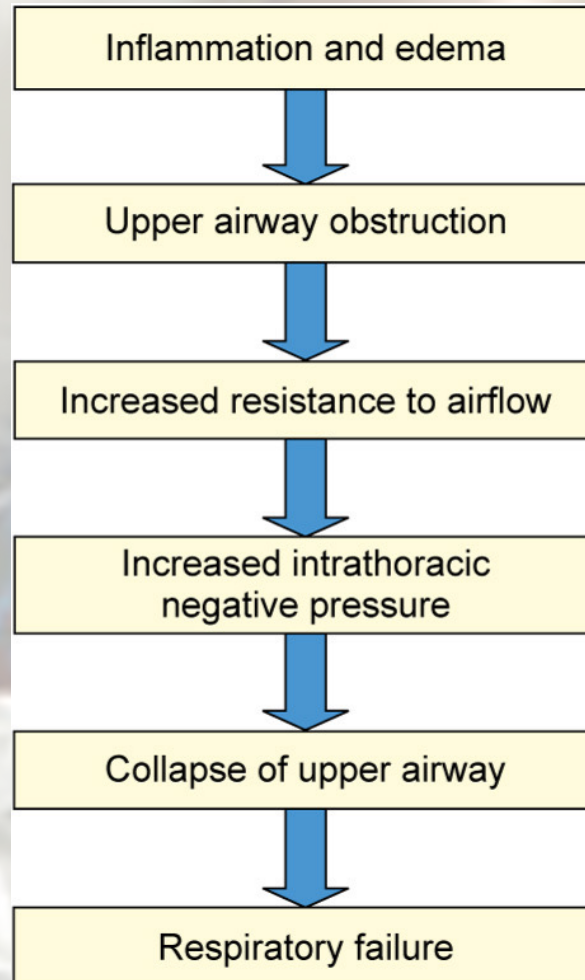 Inflammation and edema
Upper airway obstruction
Increased resistance to airflow
Increased intrathoracic
negative pressure
Collapse of upper airway
Respiratory failure